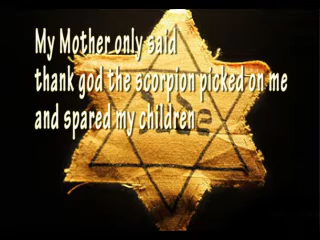 My Mother only said
thank god the scorpion picked on me
and spared my children